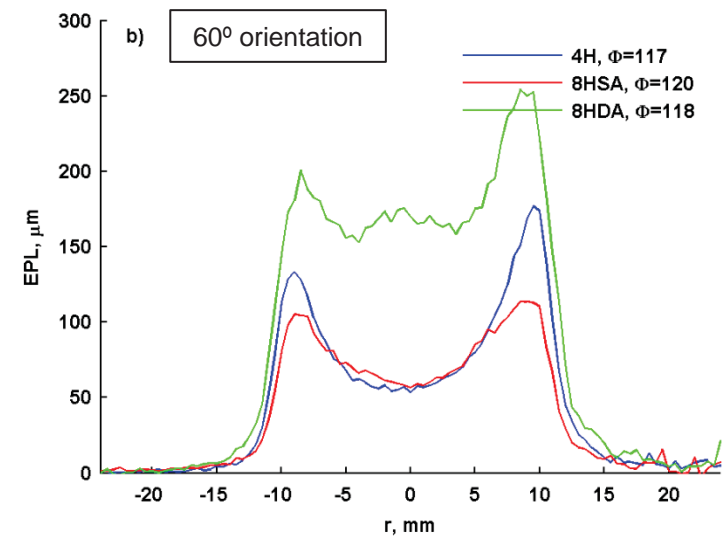 300
b)
60º orientation
4H, Φ=117
8HSA, Φ=120
8HDA, Φ=118
250
200
150
100
50
0
EPL, μm
-20 -15 -10 -5 0 5 10 15 20
r, mm